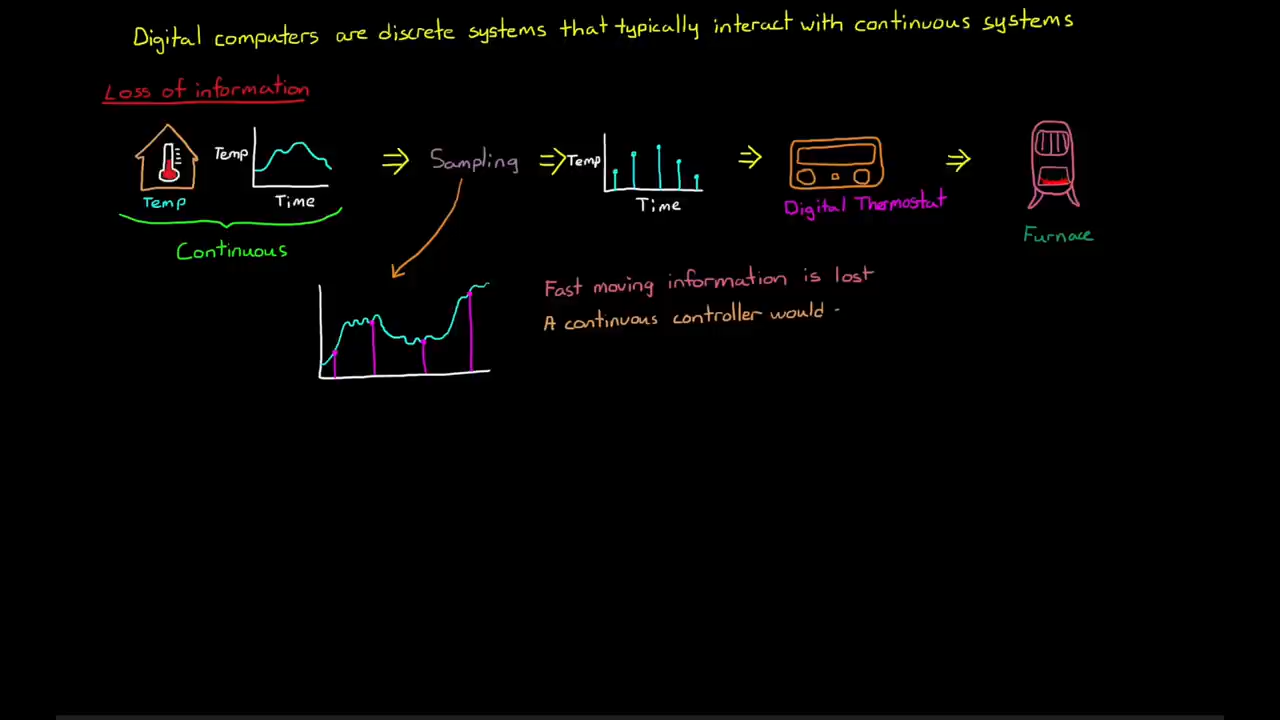 Digital computers are discrete systems that typically interact with continuous systems
Loss of information
Temp
Temp
Time
Continuous
Sampling
Temp
Time
Digital Thermostat
Furnace
Fast moving information is lost
A continuous controller would